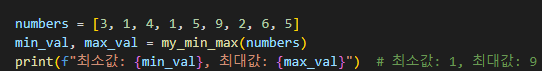 numbers = [3, 1, 4, 1, 5, 9, 2, 6, 5]
min_val, max_val = my_min_max(numbers)
print(f"최소값: {min_val}, 최대값: {max_val}")  # 최소값: 1, 최대값: 9